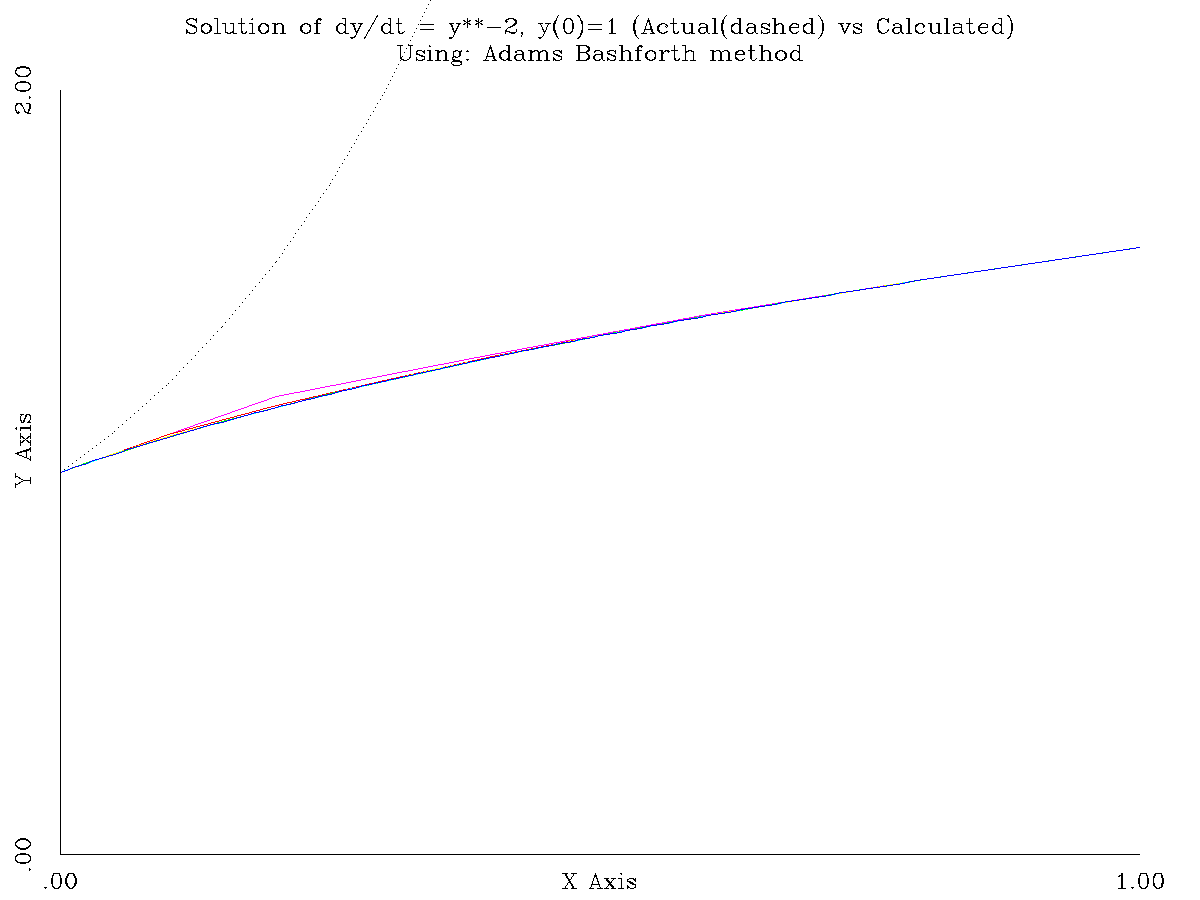 Solution of dy/dt = y**-2, y(0)=1 (Actual(dashed) vs Calculated)
Using: Adams Bashforth method
2.00
Y Axis
.00
.00
X Axis
1.00